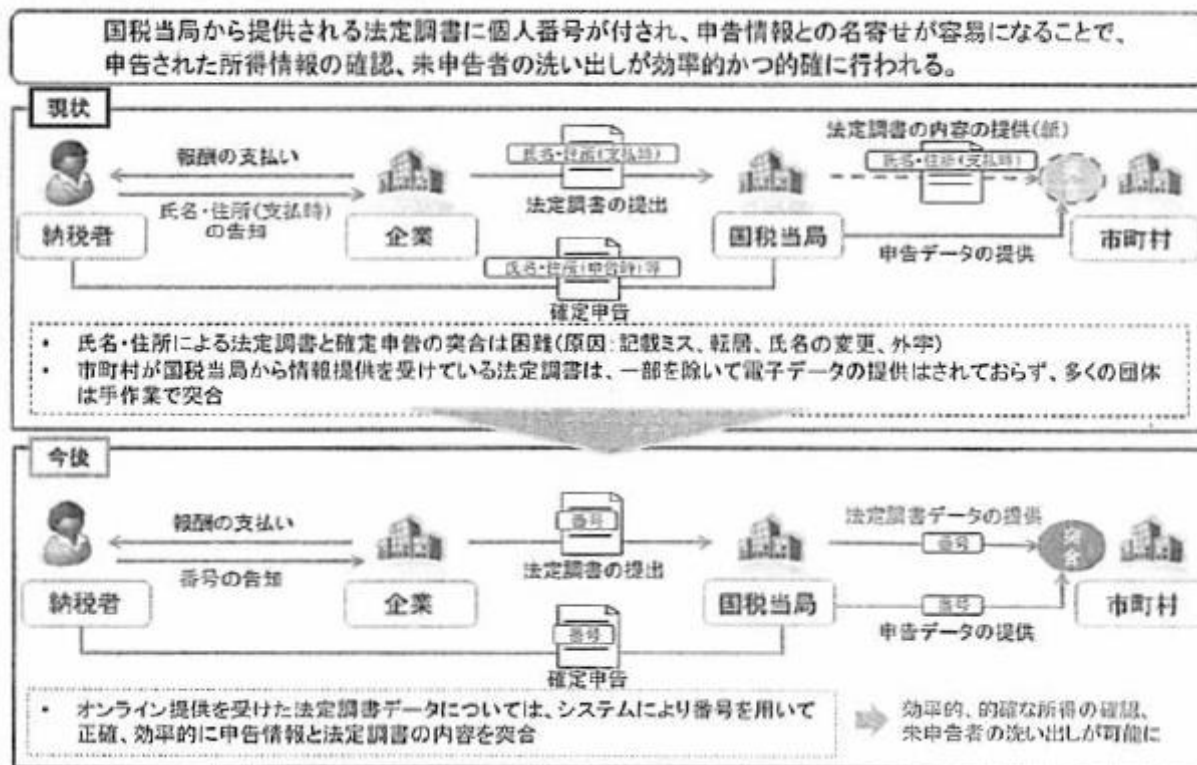 国税当局から提供される法定調書に個人番号が付され、申告情報との名寄せが容易になることで、
申告された所得情報の確認、未申告者の洗い出しが効率的かつ的確に行われる。
現状
報酬の支払い
氏名・住所(支払時)
の告知
納税者
企業
氏名・住所(支払時)
法定調書の提出
国税当局
法定調書の内容の提供(紙)
氏名・住所(支払時)
申告データの提供
市町村
氏名・住所(申告時)等
確定申告
・ 氏名・住所による法定調書と確定申告の突合は困難(原因:記載ミス、転居、氏名の変更、外字)
・ 市町村が国税当局から情報提供を受けている法定調書は、一部を除いて電子データの提供はされておらず、多くの団体
は手作業で突合
今後
報酬の支払い
番号の告知
納税者
企業
番号
法定調書の提出
国税当局
法定調書データの提供
番号
突合
番号
申告データの提供
市町村
番号
確定申告
・ オンライン提供を受けた法定調書データについては、システムにより番号を用いて
正確、効率的に申告情報と法定調書の内容を突合
効率的、的確な所得の確認、
未申告者の洗い出しが可能に